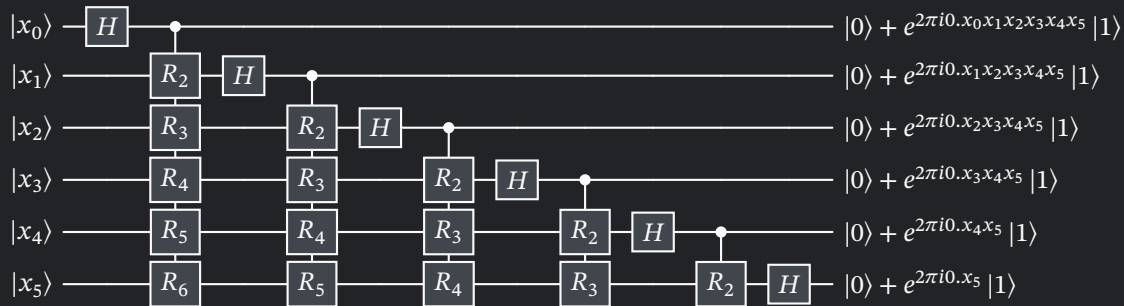 |x₀⟩ H |0⟩ + e^{2πi0.x₀x₁x₂x₃x₄x₅} |1⟩
|x₁⟩ R₂ H |0⟩ + e^{2πi0.x₁x₂x₃x₄x₅} |1⟩
|x₂⟩ R₃ R₂ H |0⟩ + e^{2πi0.x₂x₃x₄x₅} |1⟩
|x₃⟩ R₄ R₃ R₂ H |0⟩ + e^{2πi0.x₃x₄x₅} |1⟩
|x₄⟩ R₅ R₄ R₃ R₂ H |0⟩ + e^{2πi0.x₄x₅} |1⟩
|x₅⟩ R₆ R₅ R₄ R₃ R₂ H |0⟩ + e^{2πi0.x₅} |1⟩